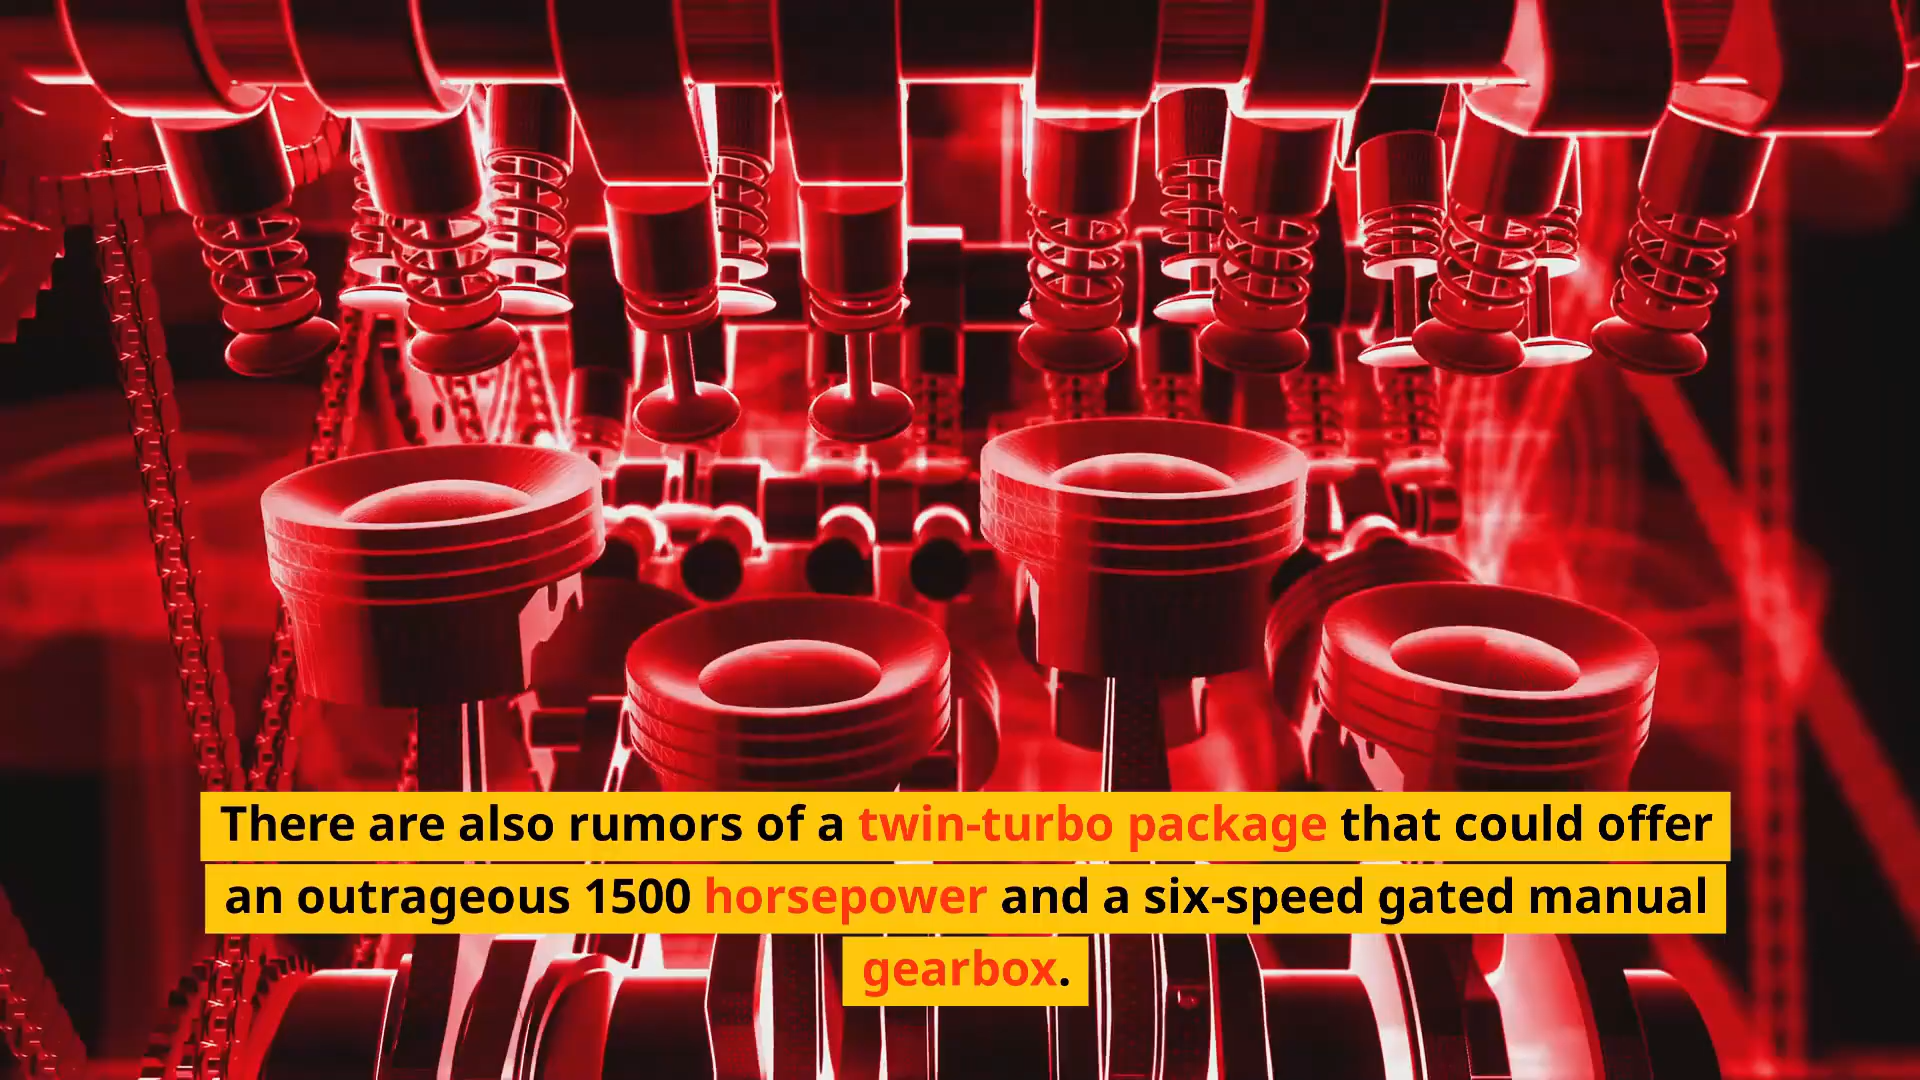 There are also rumors of a twin-turbo package that could offer
an outrageous 1500 horsepower and a six-speed gated manual
gearbox.